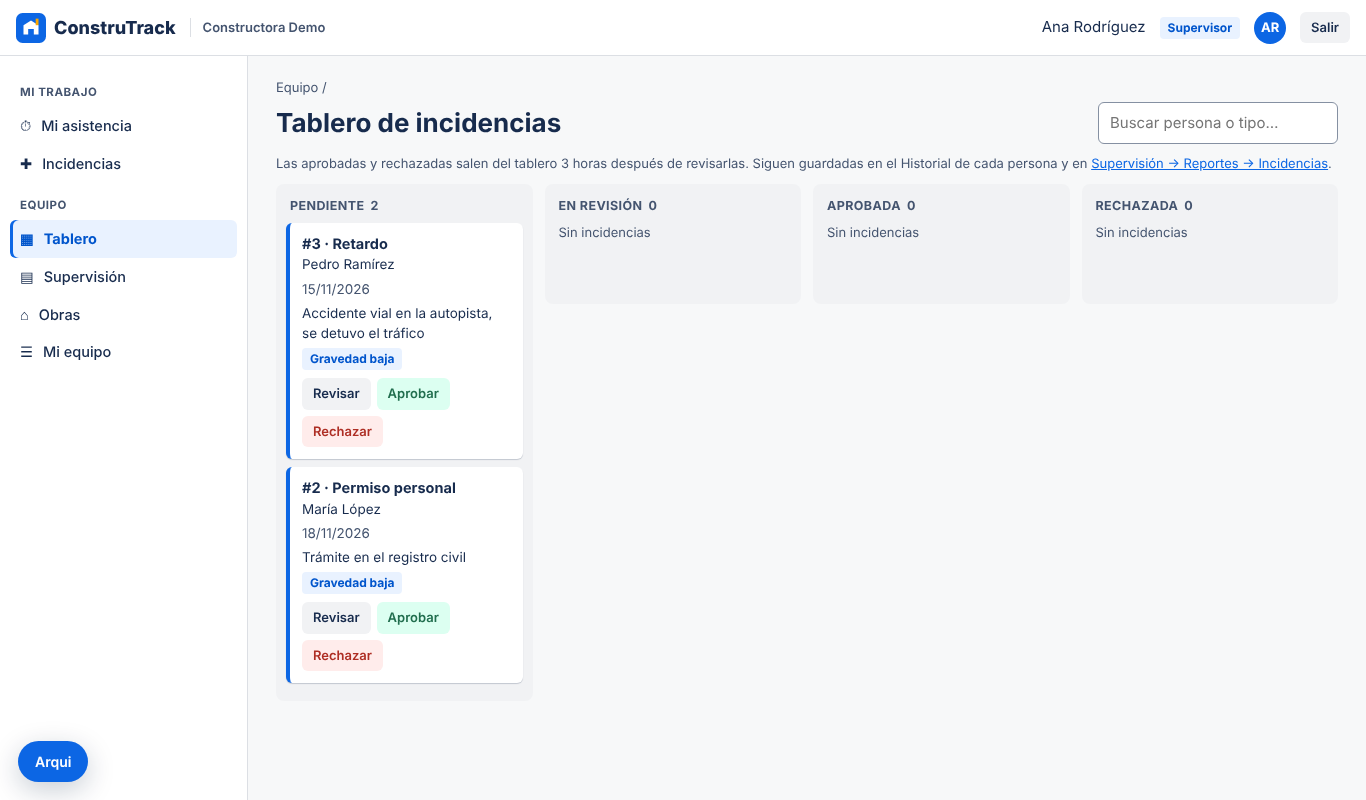 ConstruTrack
Constructora Demo
Ana Rodríguez
Supervisor
AR
Salir
MI TRABAJO
Mi asistencia
Incidencias
EQUIPO
Tablero
Supervisión
Obras
Mi equipo
Arqui
Equipo /
Tablero de incidencias
Buscar persona o tipo...
Las aprobadas y rechazadas salen del tablero 3 horas después de revisarlas. Siguen guardadas en el Historial de cada persona y en Supervisión → Reportes → Incidencias.
PENDIENTE 2
#3 · Retardo
Pedro Ramírez
15/11/2026
Accidente vial en la autopista,
se detuvo el tráfico
Gravedad baja
Revisar
Aprobar
Rechazar
#2 · Permiso personal
María López
18/11/2026
Trámite en el registro civil
Gravedad baja
Revisar
Aprobar
Rechazar
EN REVISIÓN 0
Sin incidencias
APROBADA 0
Sin incidencias
RECHAZADA 0
Sin incidencias